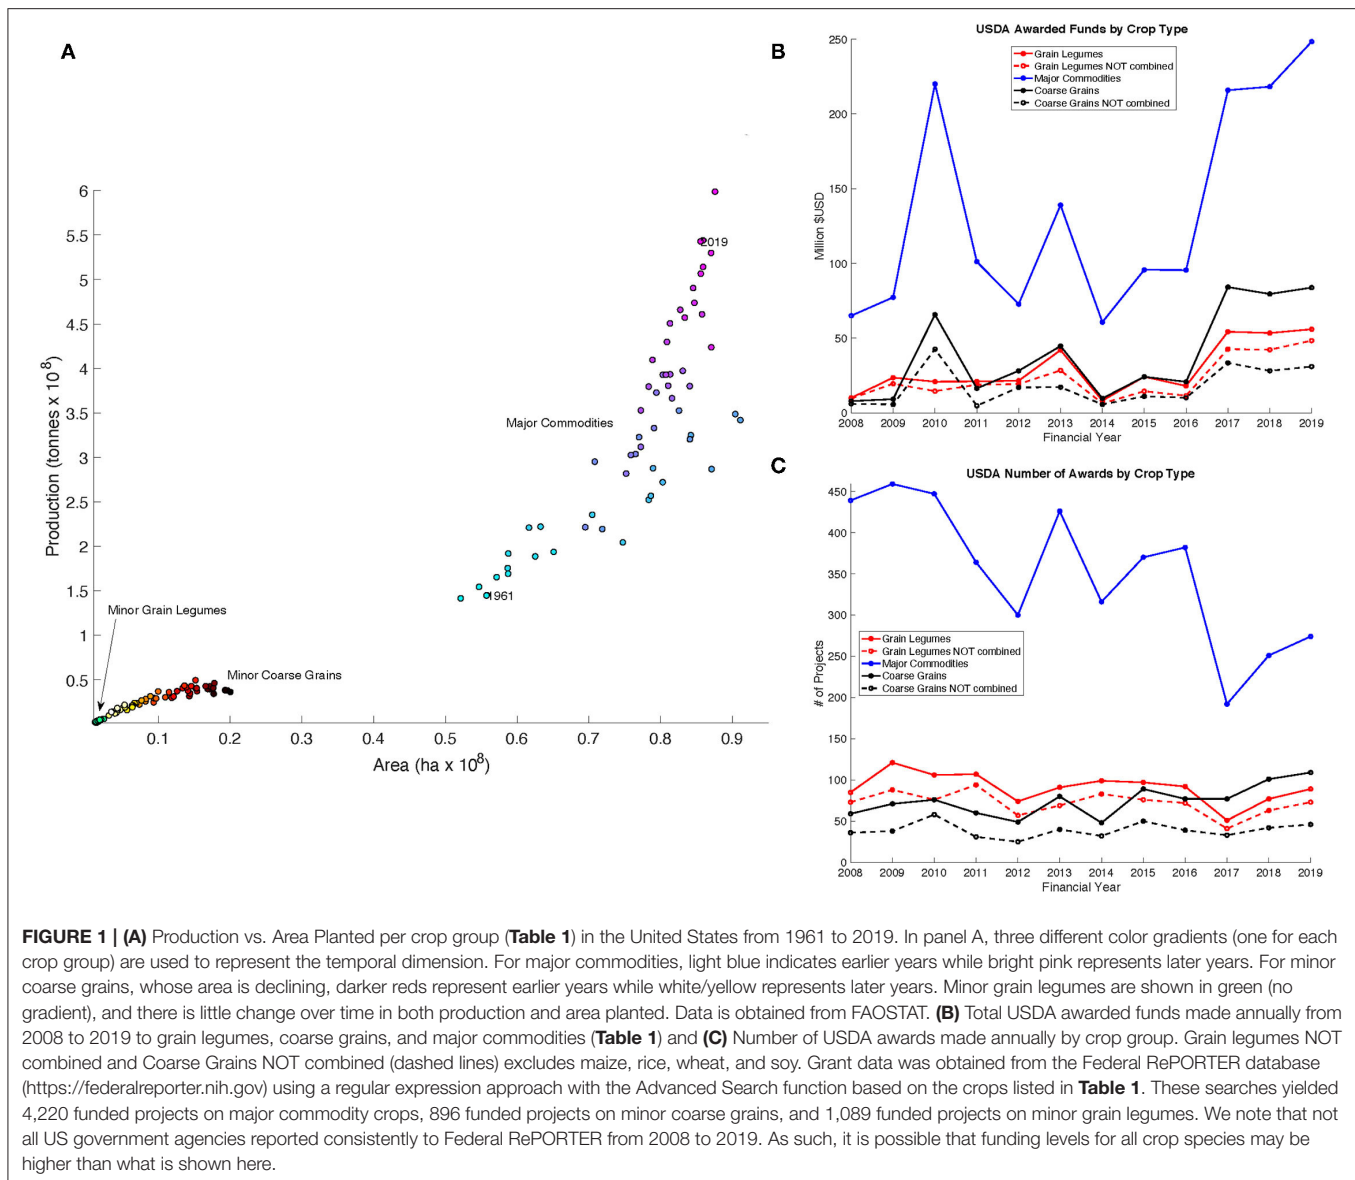 A
6
5.5
5
4.5
4
3.5
3
2.5
2
1.5
1
0.5
Production (tonnes x 10^8)
2019
Major Commodities
1961
Minor Grain Legumes
Minor Coarse Grains
0.1 0.2 0.3 0.4 0.5 0.6 0.7 0.8 0.9
Area (ha x 10^8)
B
USDA Awarded Funds by Crop Type
Grain Legumes
Grain Legumes NOT combined
Major Commodities
Coarse Grains
Coarse Grains NOT combined
250
200
150
100
50
0
Million $USD
2008 2009 2010 2011 2012 2013 2014 2015 2016 2017 2018 2019
Financial Year
C
USDA Number of Awards by Crop Type
450
400
350
300
250
200
150
100
50
0
# of Projects
Grain Legumes
Grain Legumes NOT combined
Major Commodities
Coarse Grains
Coarse Grains NOT combined
2008 2009 2010 2011 2012 2013 2014 2015 2016 2017 2018 2019
Financial Year
FIGURE 1 | (A) Production vs. Area Planted per crop group (Table 1) in the United States from 1961 to 2019. In panel A, three different color gradients (one for each
crop group) are used to represent the temporal dimension. For major commodities, light blue indicates earlier years while bright pink represents later years. For minor
coarse grains, whose area is declining, darker reds represent earlier years while white/yellow represents later years. Minor grain legumes are shown in green (no
gradient), and there is little change over time in both production and area planted. Data is obtained from FAOSTAT. (B) Total USDA awarded funds made annually from
2008 to 2019 to grain legumes, coarse grains, and major commodities (Table 1) and (C) Number of USDA awards made annually by crop group. Grain legumes NOT
combined and Coarse Grains NOT combined (dashed lines) excludes maize, rice, wheat, and soy. Grant data was obtained from the Federal RePORTER database
(https://federalreporter.nih.gov) using a regular expression approach with the Advanced Search function based on the crops listed in Table 1. These searches yielded
4,220 funded projects on major commodity crops, 896 funded projects on minor coarse grains, and 1,089 funded projects on minor grain legumes. We note that not
all US government agencies reported consistently to Federal RePORTER from 2008 to 2019. As such, it is possible that funding levels for all crop species may be
higher than what is shown here.